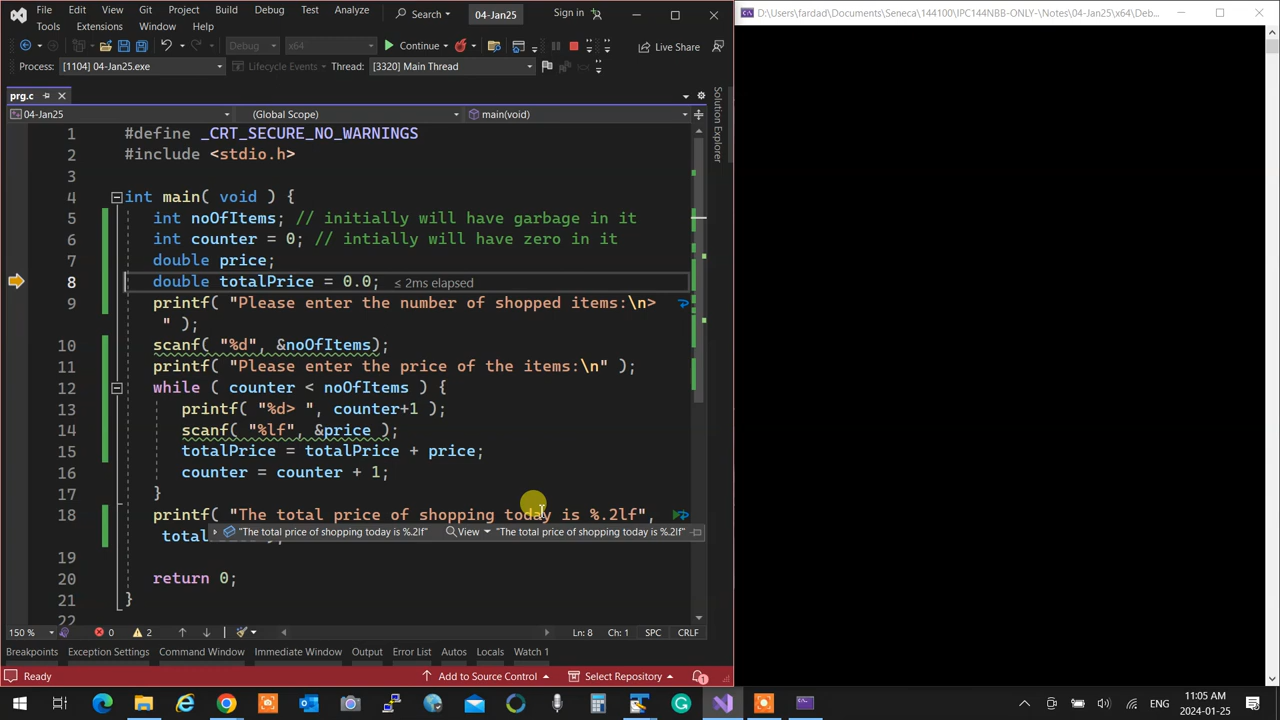 File Edit View Git Project Build Debug Test Analyze Search 04-Jan25 Sign in
Tools Extensions Window Help
Debug x64 Continue Live Share
Process: [1104] 04-Jan25.exe Lifecycle Events Thread: [3320] Main Thread
prg.c
04-Jan25 (Global Scope) main(void)
1 #define _CRT_SECURE_NO_WARNINGS
2 #include <stdio.h>
3
4 int main( void ) {
5 int noOfItems; // initially will have garbage in it
6 int counter = 0; // intially will have zero in it
7 double price;
8 double totalPrice = 0.0; ≤ 2ms elapsed
9 printf( "Please enter the number of shopped items:\n>
" );
10 scanf( "%d", &noOfItems);
11 printf( "Please enter the price of the items:\n" );
12 while ( counter < noOfItems ) {
13 printf( "%d> ", counter+1 );
14 scanf( "%lf", &price );
15 totalPrice = totalPrice + price;
16 counter = counter + 1;
17 }
18 printf( "The total price of shopping today is %.2lf",
"The total price of shopping today is %.2lf" View "The total price of shopping today is %.2lf"
19
20 return 0;
21 }
22
150 % 0 2 Ln: 8 Ch: 1 SPC CRLF
Breakpoints Exception Settings Command Window Immediate Window Output Error List Autos Locals Watch 1
Ready Add to Source Control Select Repository 1
Solution Explorer
D:\Users\fardad\Documents\Seneca\144100\IPC144NBB-ONLY-\Notes\04-Jan25\x64\Deb...
ENG
11:05 AM
2024-01-25